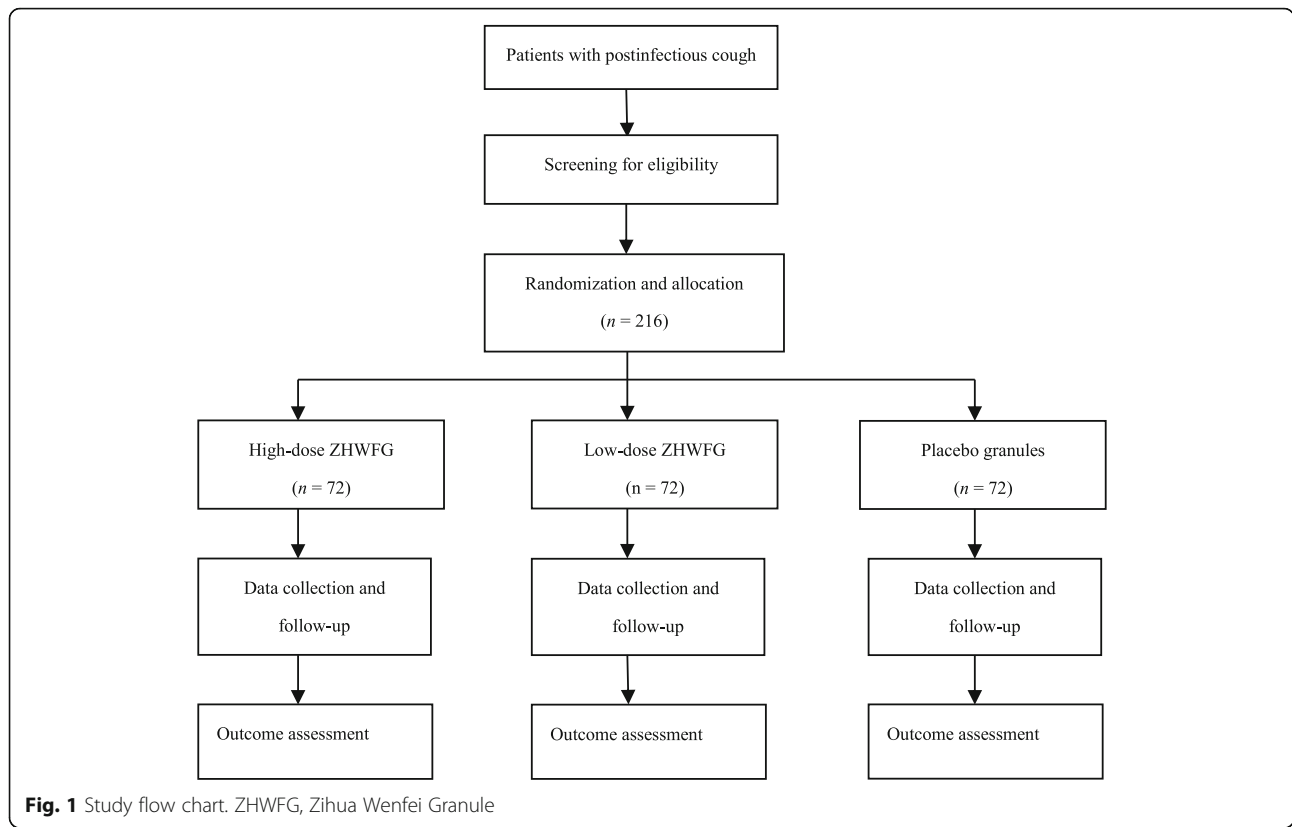 Patients with postinfectious cough
Screening for eligibility
Randomization and allocation
(n = 216)
High-dose ZHWFG
(n = 72)
Low-dose ZHWFG
(n = 72)
Placebo granules
(n = 72)
Data collection and
follow-up
Data collection and
follow-up
Data collection and
follow-up
Outcome assessment
Outcome assessment
Outcome assessment
Fig. 1 Study flow chart. ZHWFG, Zihua Wenfei Granule